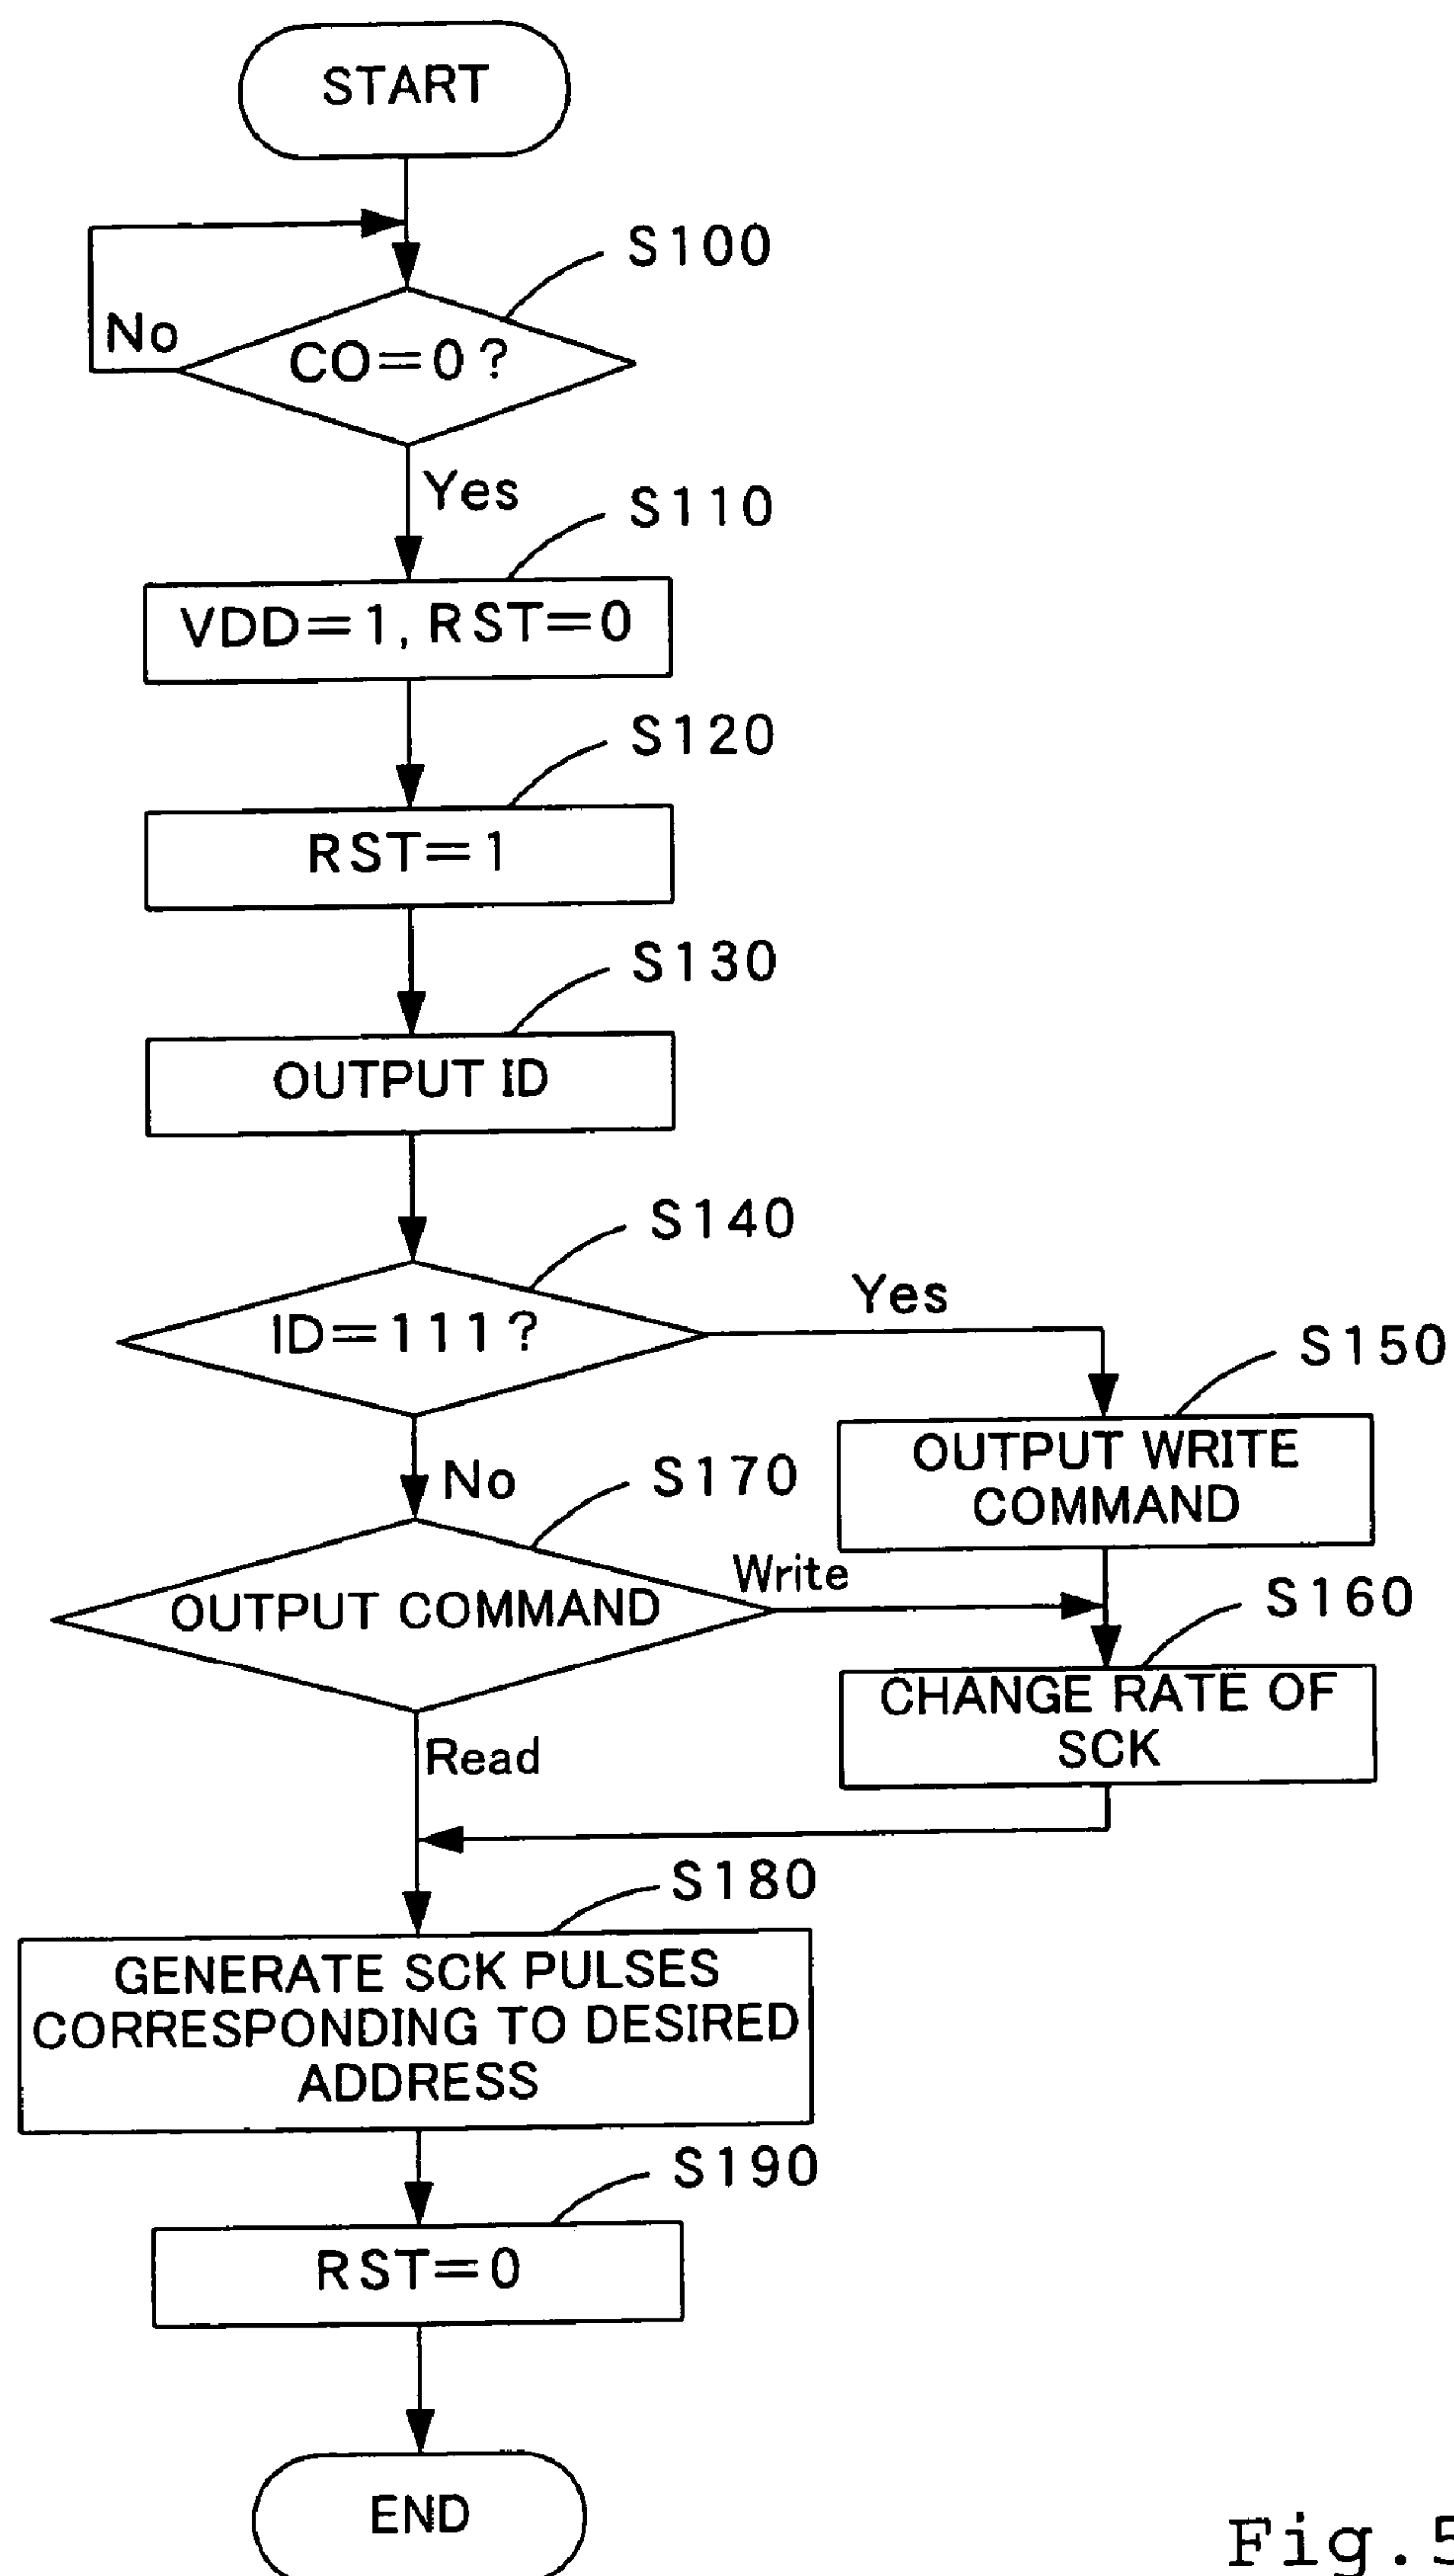 START
S100
No
CO=0?
Yes
S110
VDD=1, RST=0
S120
RST=1
S130
OUTPUT ID
S140
ID=111?
Yes
S150
OUTPUT WRITE
COMMAND
No
S170
OUTPUT COMMAND
Write
S160
CHANGE RATE OF
SCK
Read
S180
GENERATE SCK PULSES
CORRESPONDING TO DESIRED
ADDRESS
S190
RST=0
END
Fig.5